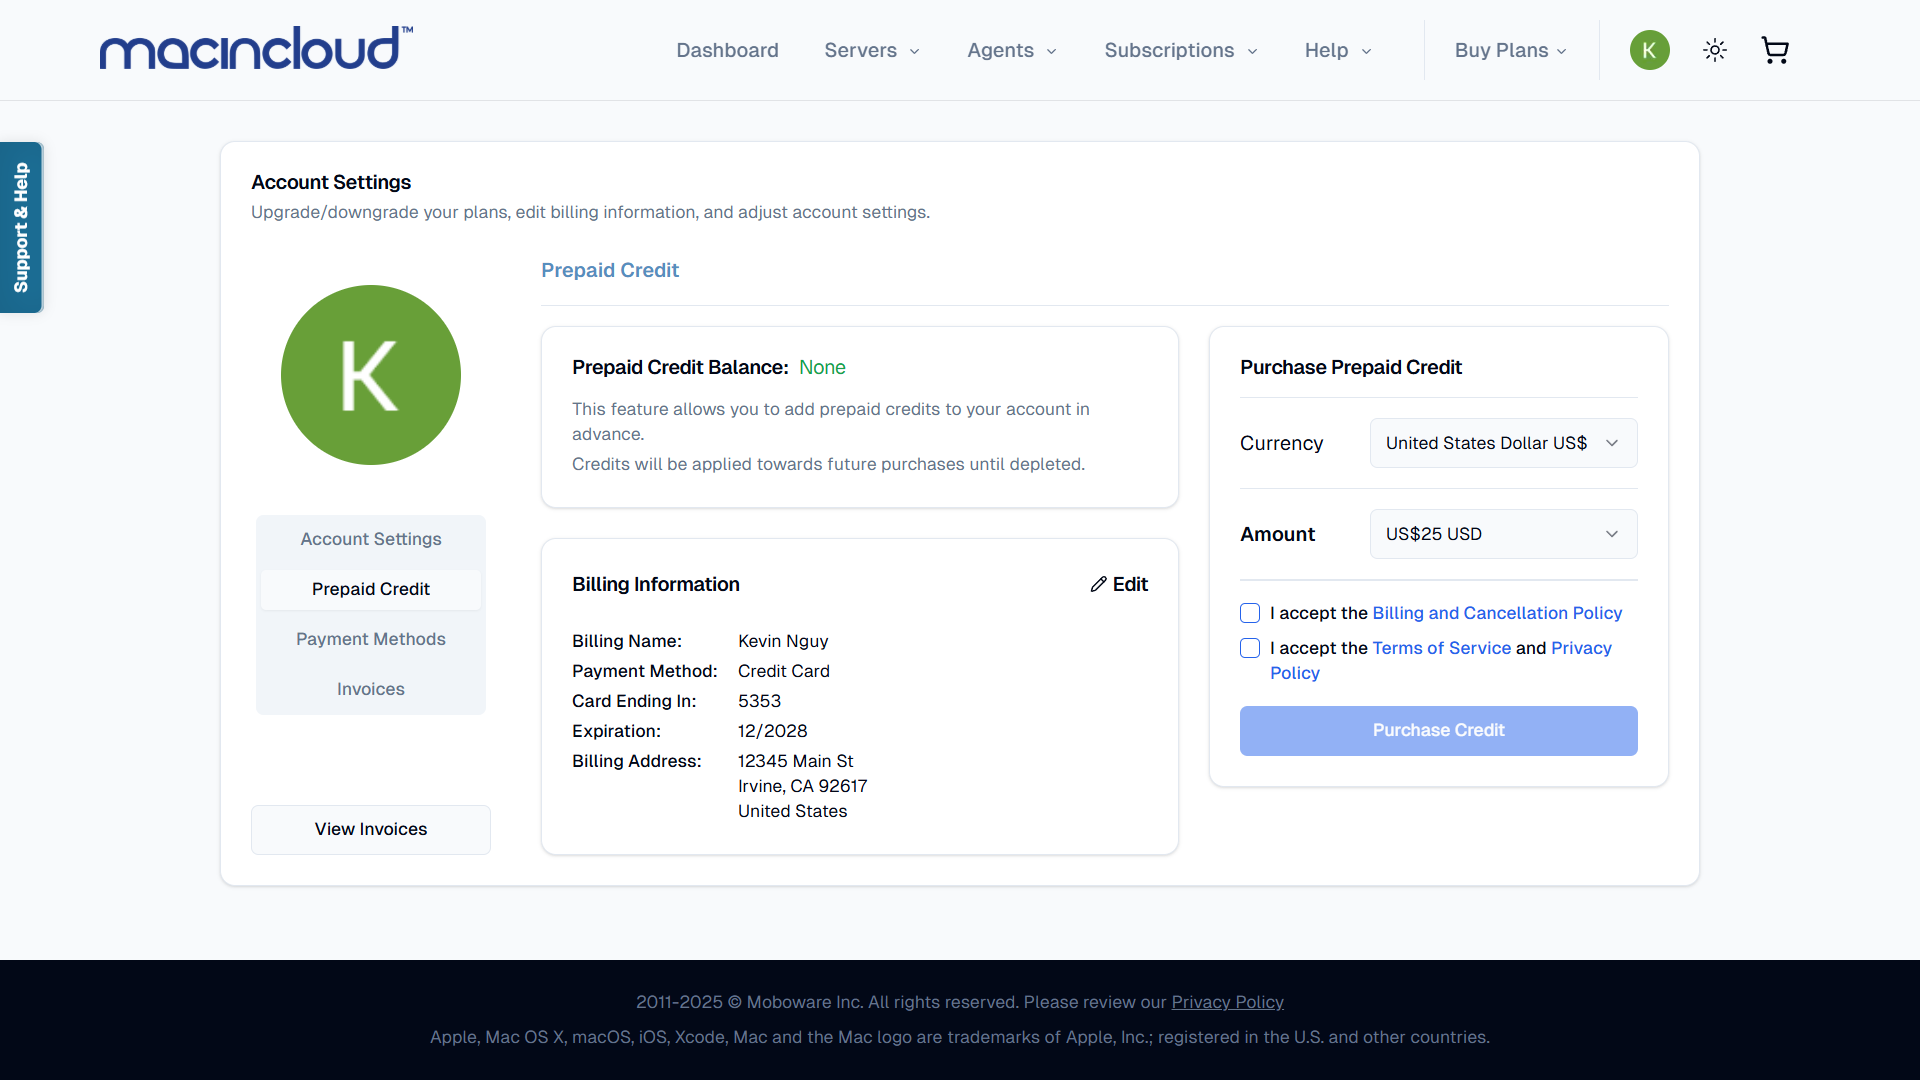 macincloud™
Dashboard
Servers
Agents
Subscriptions
Help
Buy Plans
K
Support & Help
Account Settings
Upgrade/downgrade your plans, edit billing information, and adjust account settings.
K
Account Settings
Prepaid Credit
Payment Methods
Invoices
View Invoices
Prepaid Credit
Prepaid Credit Balance: None
This feature allows you to add prepaid credits to your account in
advance.
Credits will be applied towards future purchases until depleted.
Billing Information
Edit
Billing Name: Kevin Nguy
Payment Method: Credit Card
Card Ending In: 5353
Expiration: 12/2028
Billing Address: 12345 Main St
Irvine, CA 92617
United States
Purchase Prepaid Credit
Currency United States Dollar US$
Amount US$25 USD
I accept the Billing and Cancellation Policy
I accept the Terms of Service and Privacy
Policy
Purchase Credit
2011-2025 © Moboware Inc. All rights reserved. Please review our Privacy Policy
Apple, Mac OS X, macOS, iOS, Xcode, Mac and the Mac logo are trademarks of Apple, Inc.; registered in the U.S. and other countries.